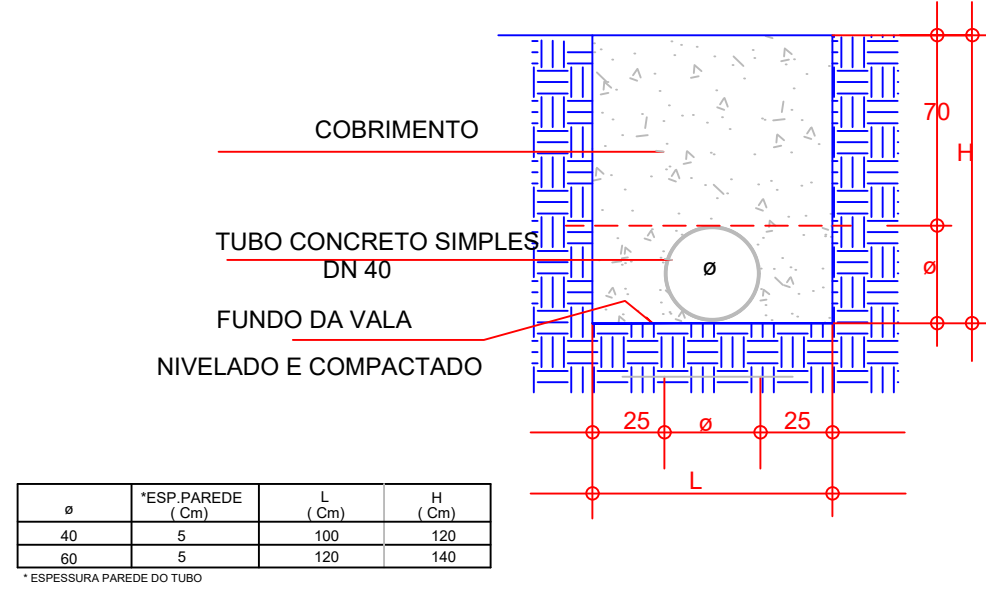 COBRIMENTO
TUBO CONCRETO SIMPLES
DN 40
FUNDO DA VALA
NIVELADO E COMPACTADO
ø
70
H
ø
25 ø 25
L
ø *ESP.PAREDE ( Cm) L ( Cm) H ( Cm)
40 5 100 120
60 5 120 140
* ESPESSURA PAREDE DO TUBO